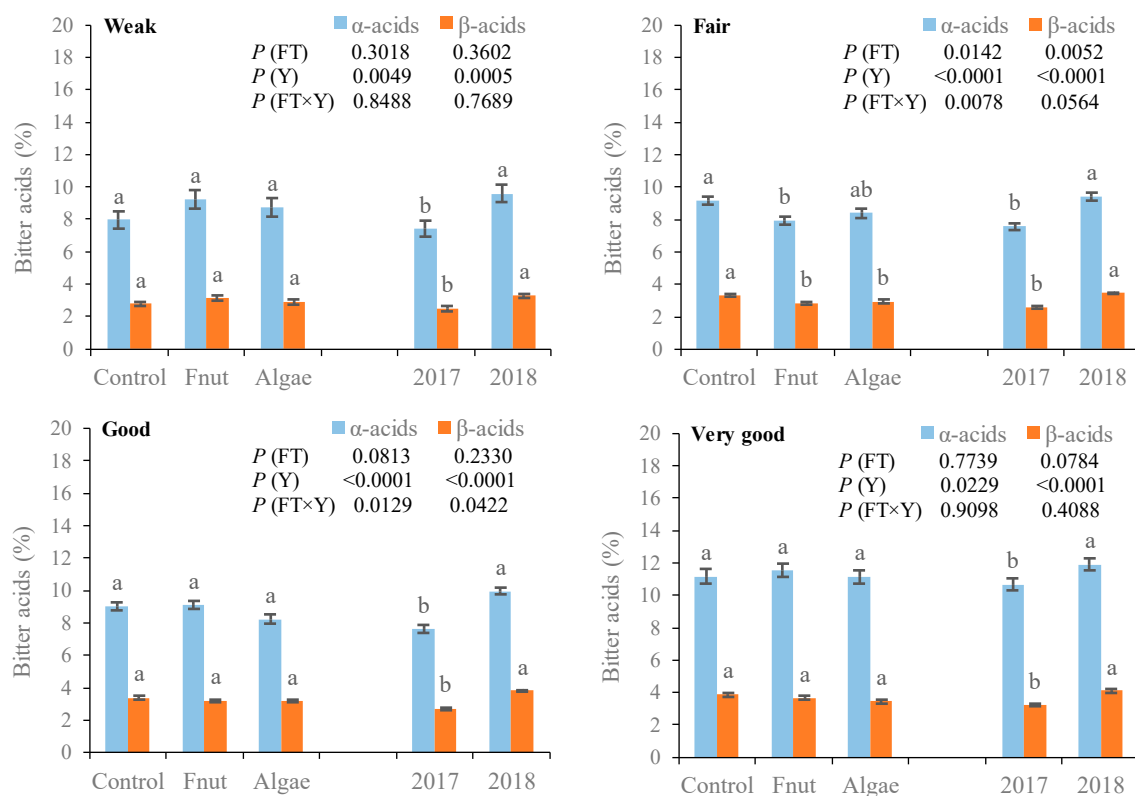 Weak
α-acids β-acids
P (FT) 0.3018 0.3602
P (Y) 0.0049 0.0005
P (FT×Y) 0.8488 0.7689
Bitter acids (%)
20
18
16
14
12
10
8
6
4
2
0
a a a b a
a a a b a
Control Fnut Algae 2017 2018
Fair
α-acids β-acids
P (FT) 0.0142 0.0052
P (Y) <0.0001 <0.0001
P (FT×Y) 0.0078 0.0564
Bitter acids (%)
20
18
16
14
12
10
8
6
4
2
0
a b ab b a
a b b b a
Control Fnut Algae 2017 2018
Good
α-acids β-acids
P (FT) 0.0813 0.2330
P (Y) <0.0001 <0.0001
P (FT×Y) 0.0129 0.0422
Bitter acids (%)
20
18
16
14
12
10
8
6
4
2
0
a a a b a
a a a b a
Control Fnut Algae 2017 2018
Very good
α-acids β-acids
P (FT) 0.7739 0.0784
P (Y) 0.0229 <0.0001
P (FT×Y) 0.9098 0.4088
Bitter acids (%)
20
18
16
14
12
10
8
6
4
2
0
a a a b a
a a a b a
Control Fnut Algae 2017 2018